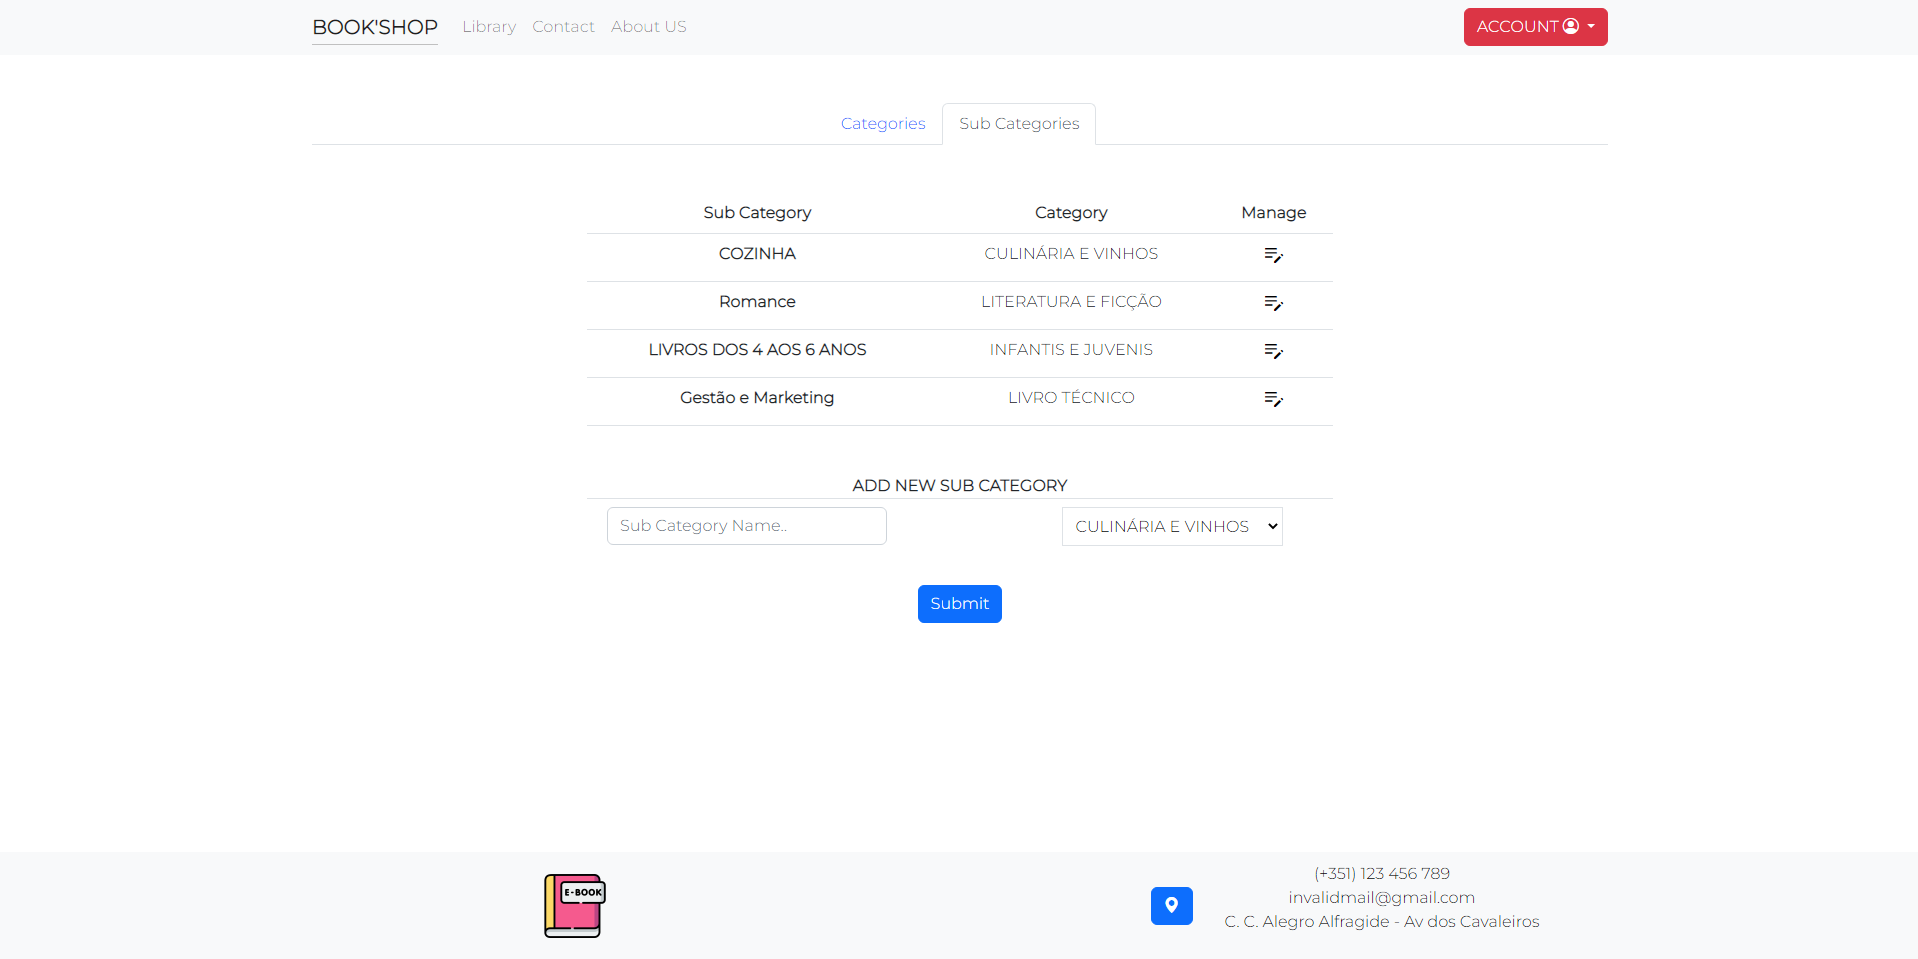 BOOK'SHOP Library Contact About US ACCOUNT
Categories Sub Categories
Sub Category Category Manage
COZINHA CULINÁRIA E VINHOS
Romance LITERATURA E FICÇÃO
LIVROS DOS 4 AOS 6 ANOS INFANTIS E JUVENIS
Gestão e Marketing LIVRO TÉCNICO
ADD NEW SUB CATEGORY
Sub Category Name.. CULINÁRIA E VINHOS
Submit
E-BOOK
(+351) 123 456 789
invalidmail@gmail.com
C. C. Alegro Alfragide - Av dos Cavaleiros